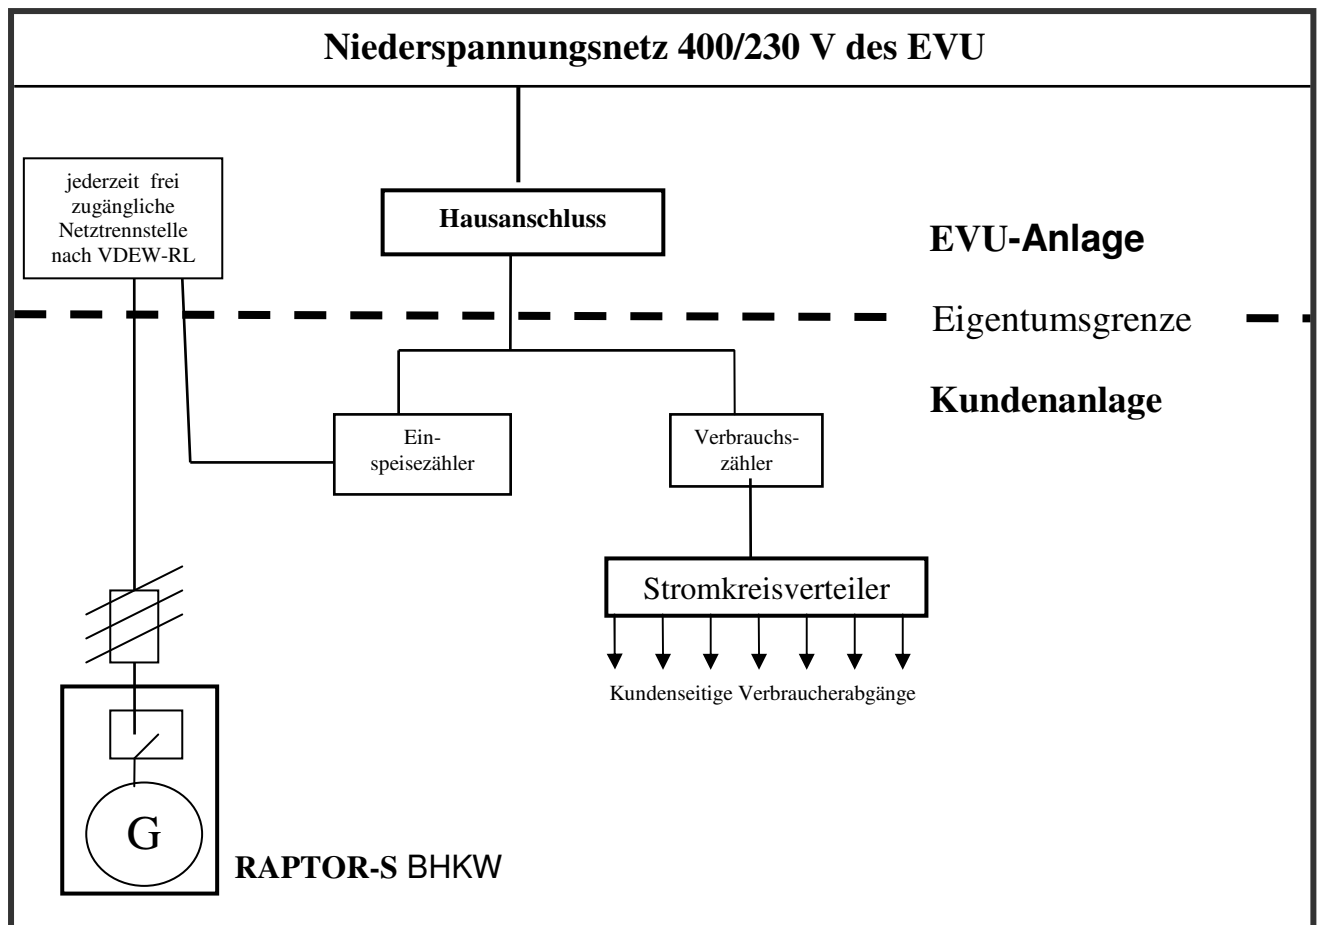 Niederspannungsnetz 400/230 V des EVU
jederzeit frei
zugängliche
Netztrennstelle
nach VDEW-RL
Hausanschluss
EVU-Anlage
Eigentumsgrenze
Kundenanlage
Ein-
speisezähler
Verbrauchs-
zähler
Stromkreisverteiler
Kundenseitige Verbraucherabgänge
G
RAPTOR-S BHKW